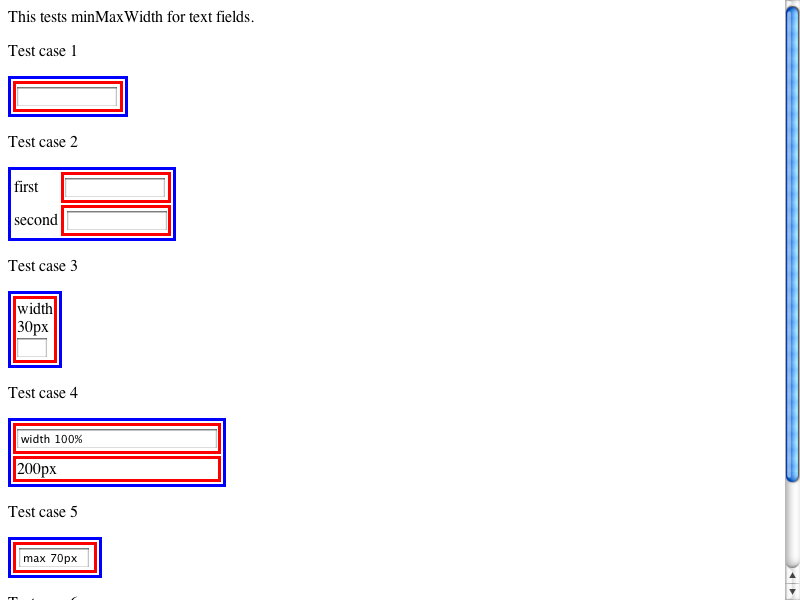 This tests minMaxWidth for text fields.
Test case 1
Test case 2
first
second
Test case 3
width
30px
Test case 4
width 100%
200px
Test case 5
max 70px